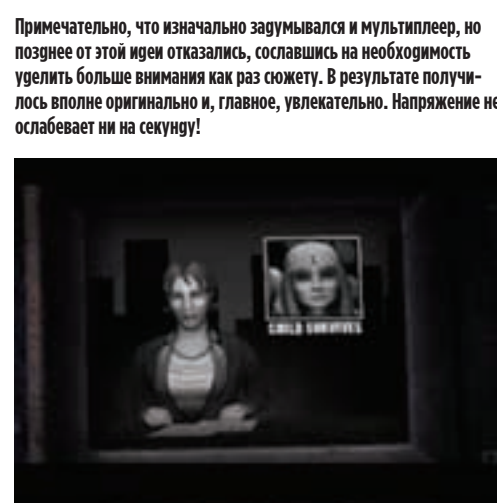 Примечательно, что изначально задумывался и мультиплеер, но
позднее от этой идеи отказались, сославшись на необходимость
уделить больше внимания как раз сюжету. В результате получи-
лось вполне оригинально и, главное, увлекательно. Напряжение не
ослабевает ни на секунду!
CHILD SURVIVES